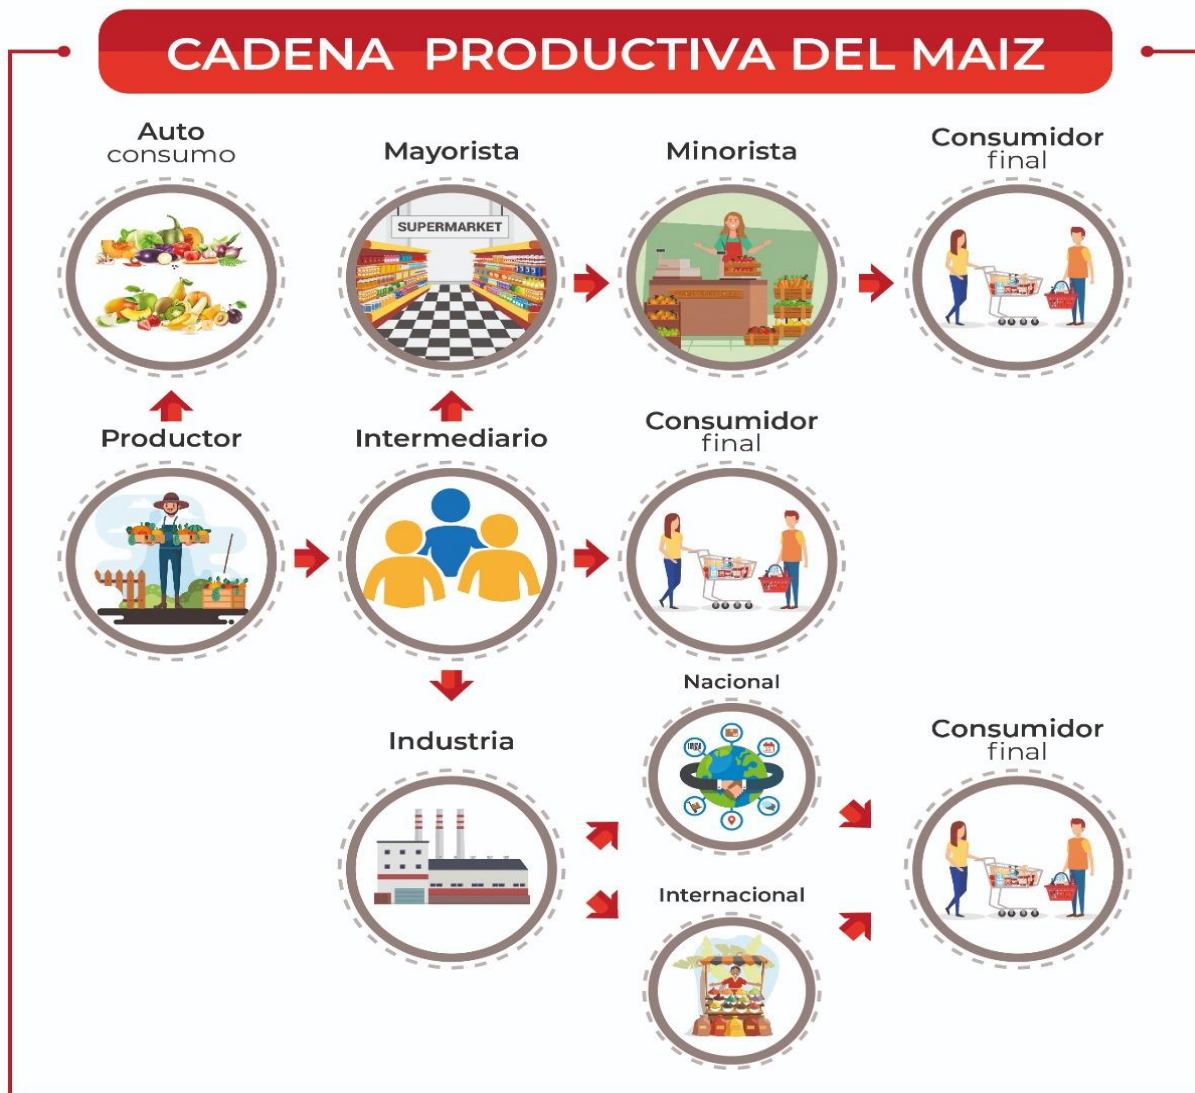 CADENA PRODUCTIVA DEL MAIZ
Auto
consumo
Mayorista
Minorista
Consumidor
final
SUPERMARKET
Productor
Intermediario
Consumidor
final
Nacional
Industria
Consumidor
final
Internacional